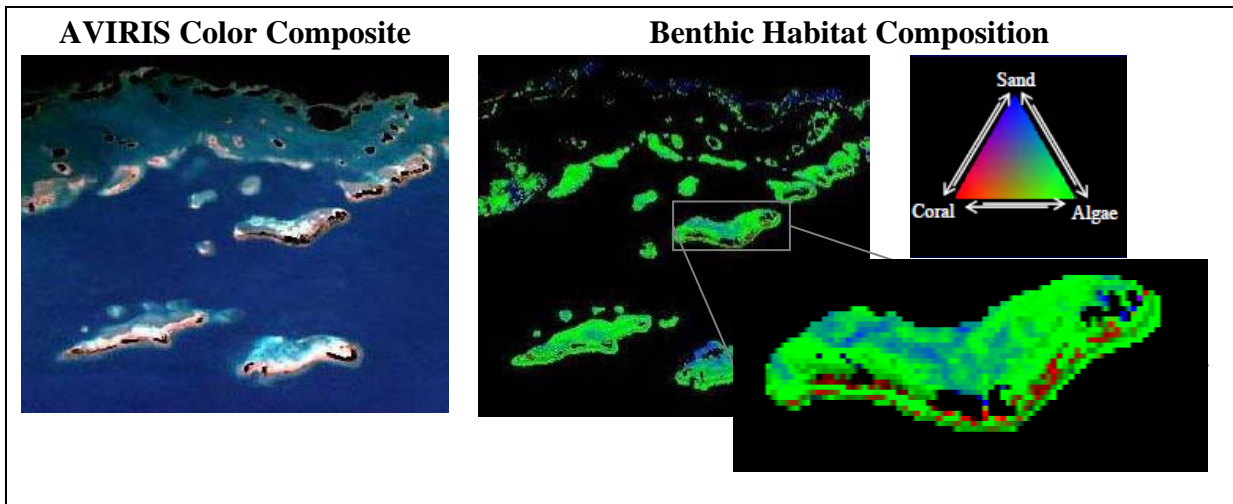 AVIRIS Color Composite
Benthic Habitat Composition
Sand
Coral
Algae